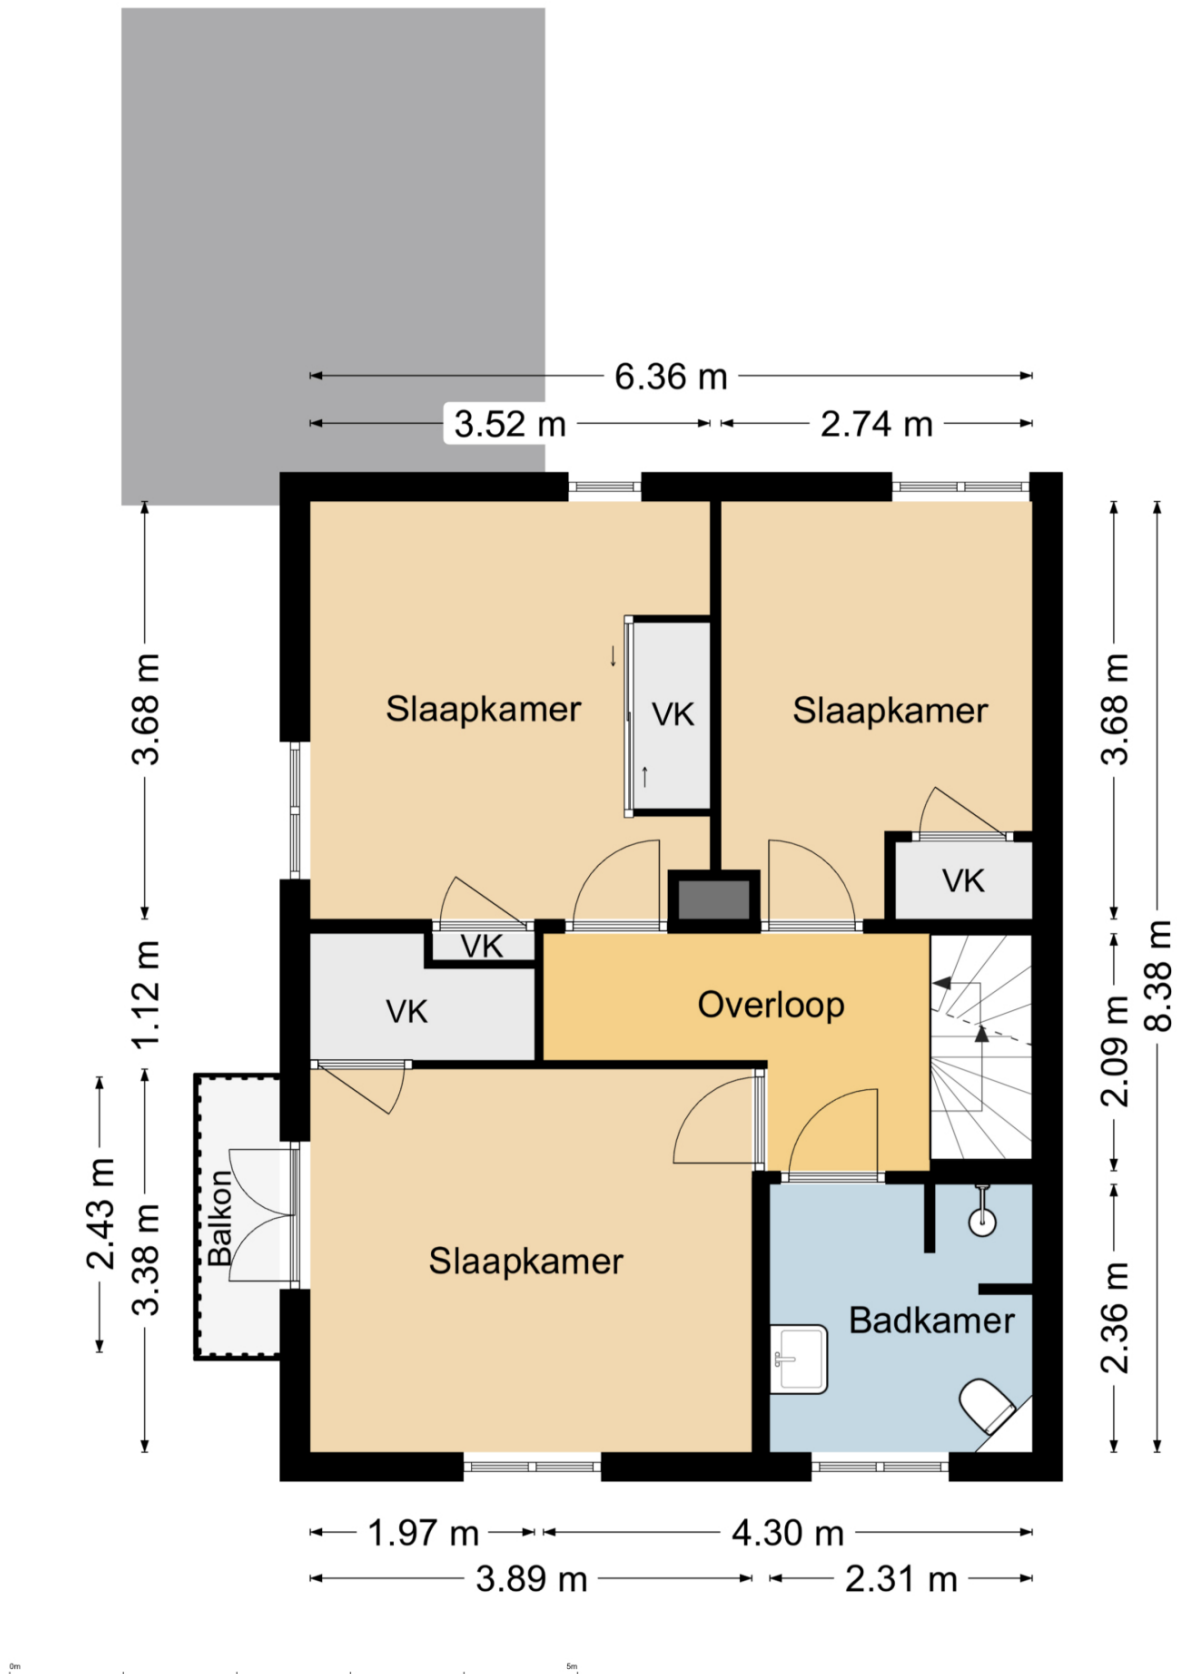 6.36 m
3.52 m
2.74 m
3.68 m
Slaapkamer
VK
Slaapkamer
3.68 m
VK
1.12 m
VK
VK
Overloop
2.09 m
8.38 m
2.43 m
3.38 m
Balkon
Slaapkamer
Badkamer
2.36 m
1.97 m
4.30 m
3.89 m
2.31 m
0m
5m